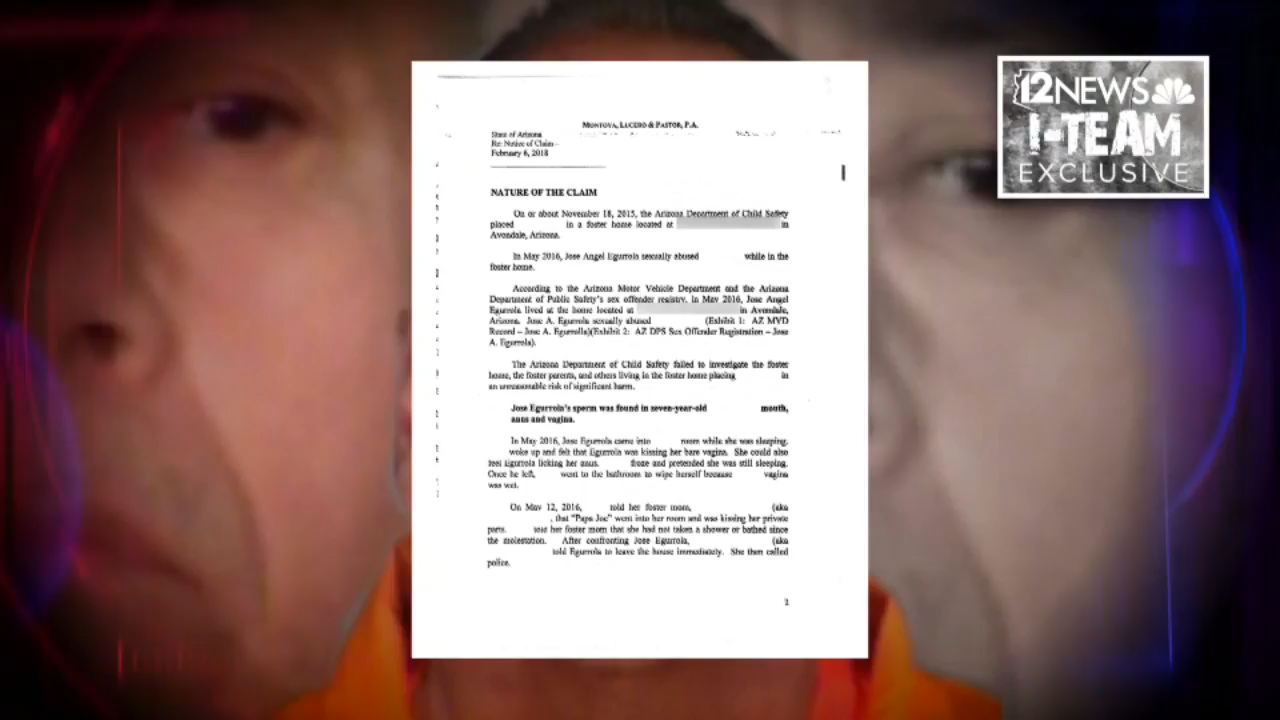 12NEWS
I-TEAM
EXCLUSIVE
MONTOYA, LUCERO & PASTOR, P.A.
State of Arizona
Re: Notice of Claim –
February 6, 2018
NATURE OF THE CLAIM
On or about November 18, 2015, the Arizona Department of Child Safety
placed in a foster home located at in
Avondale, Arizona.
In May 2016, Jose Angel Egurrola sexually abused while in the
foster home.
According to the Arizona Motor Vehicle Department and the Arizona
Department of Public Safety's sex offender registry, in May 2016, Jose Angel
Egurrola lived at the home located at in Avondale,
Arizona. Jose A. Egurrola sexually abused (Exhibit 1: AZ MVD
Record – Jose A. Egurrolla)(Exhibit 2: AZ DPS Sex Offender Registration – Jose
A. Egurrola).
The Arizona Department of Child Safety failed to investigate the foster
home, the foster parents, and others living in the foster home placing in
an unreasonable risk of significant harm.
Jose Egurrola's sperm was found in seven-year-old mouth,
anus and vagina.
In May 2016, Jose Egurrola came into room while she was sleeping.
woke up and felt that Egurrola was kissing her bare vagina. She could also
feel Egurrola licking her anus. froze and pretended she was still sleeping.
Once he left, went to the bathroom to wipe herself because vagina
was wet.
On May 12, 2016, told her foster mom, (aka
, that "Papa Joe" went into her room and was kissing her private
parts. told her foster mom that she had not taken a shower or bathed since
the molestation. After confronting Jose Egurrola, (aka
told Egurrola to leave the house immediately. She then called
police.
2